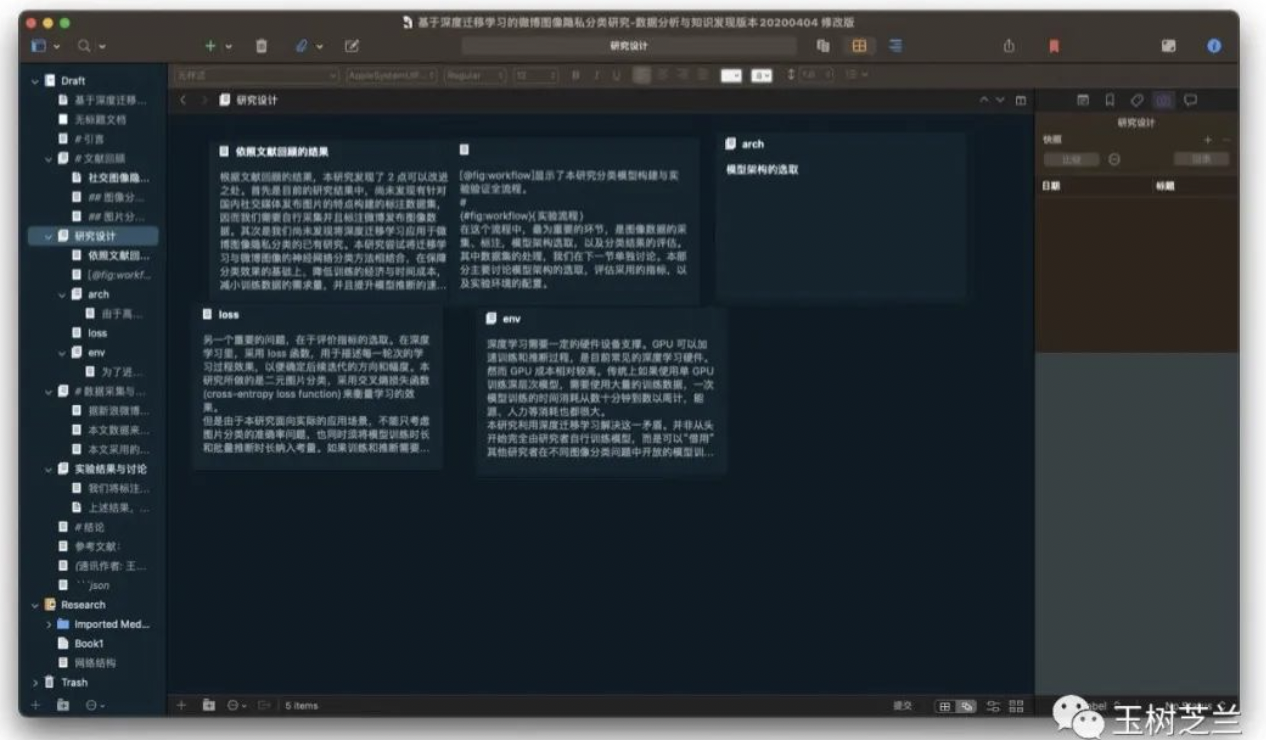 基于深度迁移学习的微博图像隐私分类研究-数据分析与知识发现版本20200404 修改版
研究设计
无样式
Regular
12
B I U
研究设计
Draft
基于深度迁移...
无标题文档
# 引言
# 文献回顾
社交图像隐...
## 图像分...
## 图片分...
研究设计
依照文献回...
[@fig:workf...
arch
由于高...
loss
env
为了进...
# 数据采集与...
据新浪微博...
本文数据来...
本文采用的...
实验结果与讨论
我们将标注...
上述结果，...
# 结论
参考文献：
(通讯作者: 王...
```json
Research
Imported Med...
Book1
网络结构
Trash
依照文献回顾的结果
根据文献回顾的结果，本研究发现了 2 点可以改进
之处。首先是目前的研究结果中，尚未发现有针对
国内社交媒体发布图片的特点构建的标注数据集，
因而我们需要自行采集并且标注微博发布图像数
据。其次是我们尚未发现将深度迁移学习应用于微
博图像隐私分类的已有研究。本研究尝试将迁移学
习与微博图像的神经网络分类方法相结合，在保障
分类效果的基础上，降低训练的经济与时间成本，
减小训练数据的需求量，并且提升模型推断的速...
[@fig:workflow]显示了本研究分类模型构建与实
验验证全流程。
#
(#fig:workflow){实验流程}
在这个流程中，最为重要的环节，是图像数据的采
集、标注，模型架构选取，以及分类结果的评估。
其中数据集的处理，我们在下一节单独讨论。本部
分主要讨论模型架构的选取，评估采用的指标，以
及实验环境的配置。
arch
模型架构的选取
loss
另一个重要的问题，在于评价指标的选取。在深度
学习里，采用 loss 函数，用于描述每一轮次的学
习过程效果，以便确定后续迭代的方向和幅度。本
研究所做的是二元图片分类，采用交叉熵损失函数
(cross-entropy loss function) 来衡量学习的效
果。
但是由于本研究面向实际的应用场景，不能只考虑
图片分类的准确率问题，也同时须将模型训练时长
和批量推断时长纳入考量。如果训练和推断需要...
env
深度学习需要一定的硬件设备支撑。GPU 可以加
速训练和推断过程，是目前常见的深度学习硬件。
然而 GPU 成本相对较高。传统上如果使用单 GPU
训练深层次模型，需要使用大量的训练数据，一次
模型训练的时间消耗从数十分钟到数以周计，能
源、人力等消耗也都很大。
本研究利用深度迁移学习解决这一矛盾。并非从头
开始完全由研究者自行训练模型，而是可以“借用”
其他研究者在不同图像分类问题中开放的模型训...
研究设计
快照
比较
回滚
日期 标题
5 items
提交
玉树芝兰